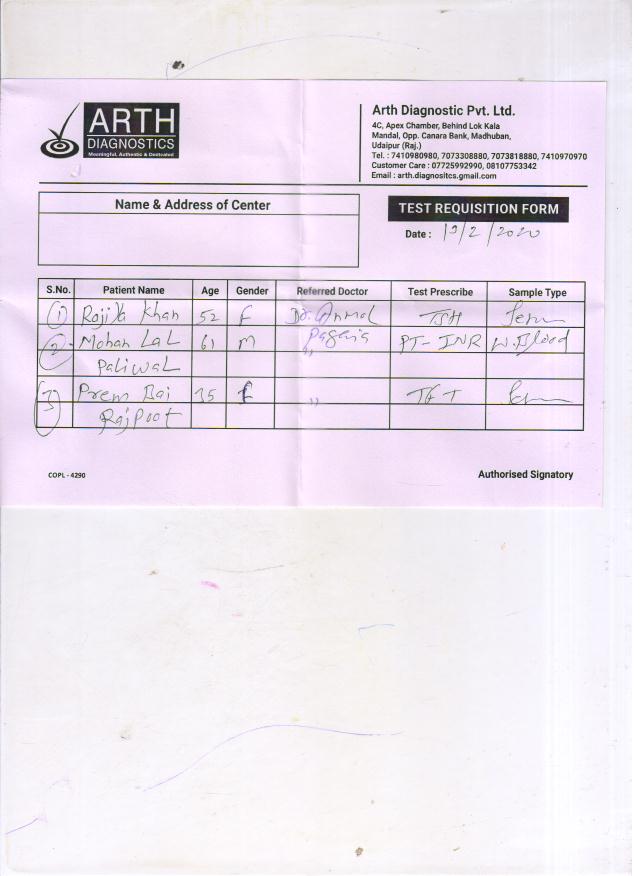 ARTH
DIAGNOSTICS
Meaningful, Authentic & Dedicated
Arth Diagnostic Pvt. Ltd.
4C, Apex Chamber, Behind Lok Kala
Mandal, Opp. Canara Bank, Madhuban,
Udaipur (Raj.)
Tel. : 7410980980, 7073308880, 7073818880, 7410970970
Customer Care : 07725992990, 08107753342
Email : arth.diagnositcs.gmail.com
Name & Address of Center
TEST REQUISITION FORM
Date : 19/2/2020
S.No. Patient Name Age Gender Referred Doctor Test Prescribe Sample Type
1 Khan 52 F Dr. Anmol TSH
2 Mohan Lal 61 M Pagaria PT-INR W. Blood
Paliwal ,,
3 Prem Bai 35 F ,, TFT
Rajpoot
COPL - 4290
Authorised Signatory